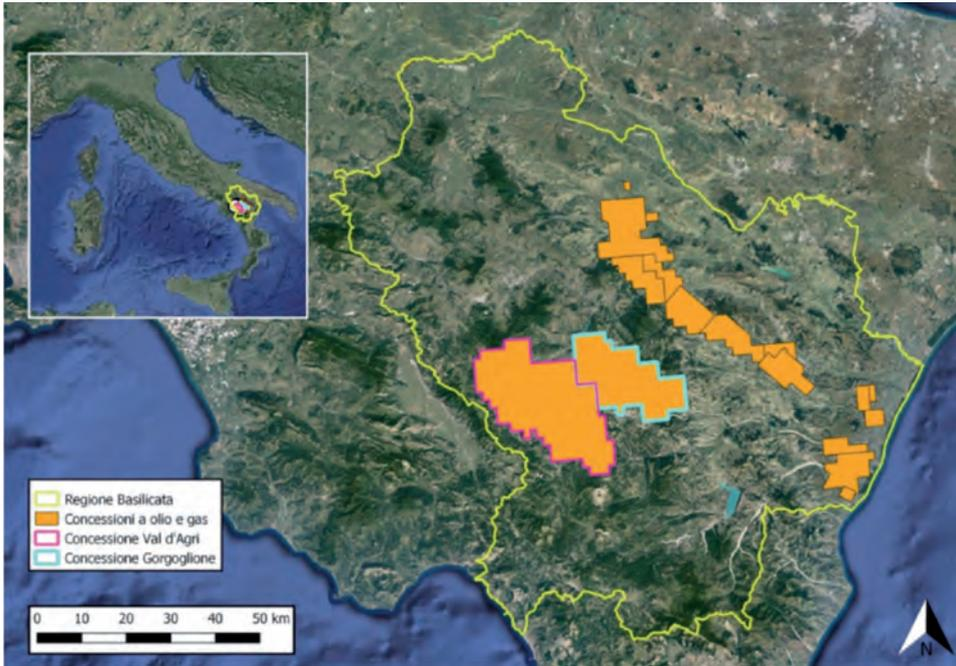 Regione Basilicata
Concessioni a olio e gas
Concessione Val d'Agri
Concessione Gorgoglione
0 10 20 30 40 50 km
N